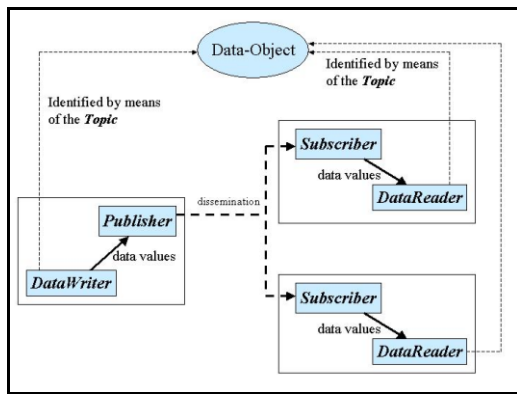 Data-Object
Identified by means
of the Topic
Identified by means
of the Topic
Subscriber
data values
DataReader
dissemination
Publisher
data values
DataWriter
Subscriber
data values
DataReader